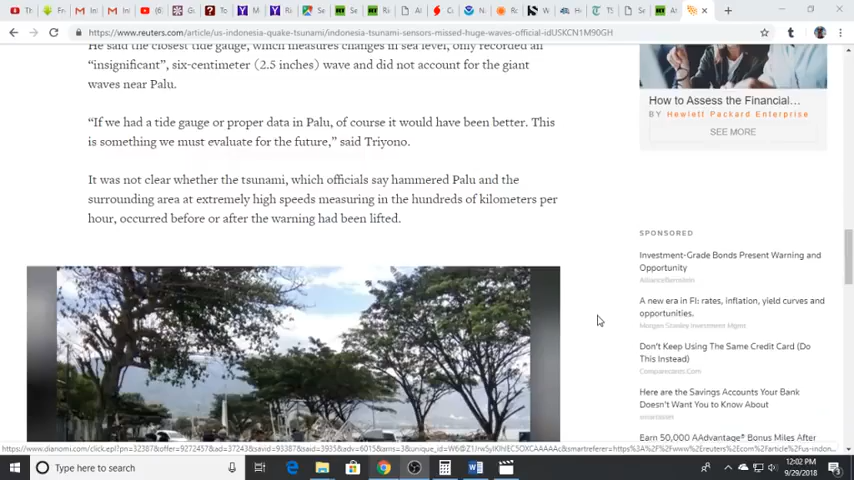 https://www.reuters.com/article/us-indonesia-quake-tsunami/indonesia-tsunami-sensors-missed-huge-waves-official-idUSKCN1M90GH
He said the closest tide gauge, which measures changes in sea level, only recorded an
“insignificant”, six-centimeter (2.5 inches) wave and did not account for the giant
waves near Palu.
“If we had a tide gauge or proper data in Palu, of course it would have been better. This
is something we must evaluate for the future,” said Triyono.
It was not clear whether the tsunami, which officials say hammered Palu and the
surrounding area at extremely high speeds measuring in the hundreds of kilometers per
hour, occurred before or after the warning had been lifted.
How to Assess the Financial...
BY Hewlett Packard Enterprise
SEE MORE
SPONSORED
Investment-Grade Bonds Present Warning and
Opportunity
AllianceBernstein
A new era in FI: rates, inflation, yield curves and
opportunities.
Morgan Stanley Investment Mgmt
Don't Keep Using The Same Credit Card (Do
This Instead)
Comparecards.Com
Here are the Savings Accounts Your Bank
Doesn't Want You to Know About
Earn 50,000 AAdvantage® Bonus Miles After
Type here to search
12:02 PM
9/29/2018